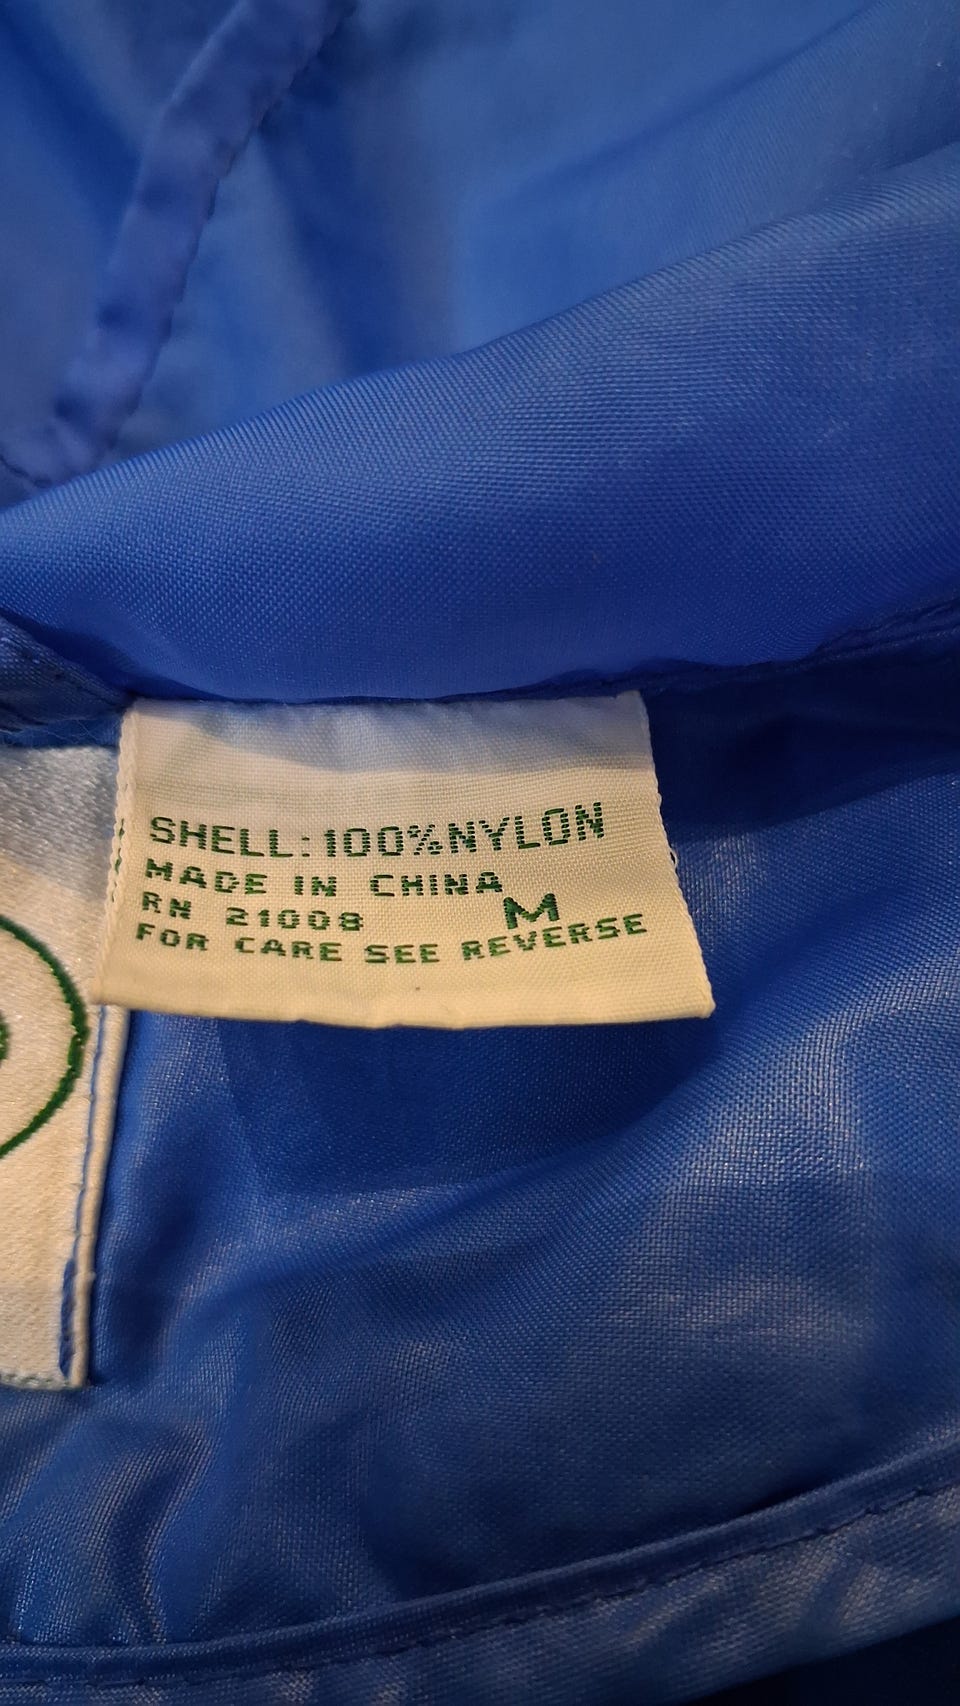 SHELL:100%NYLON
MADE IN CHINA
RN 21008 M
FOR CARE SEE REVERSE